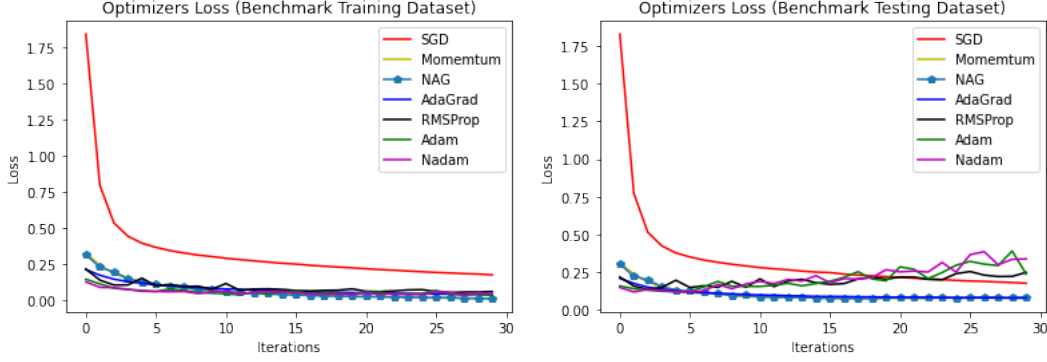 Optimizers Loss (Benchmark Training Dataset)
Loss
1.75
1.50
1.25
1.00
0.75
0.50
0.25
0.00
0
5
10
15
20
25
30
Iterations
SGD
Momemtum
NAG
AdaGrad
RMSProp
Adam
Nadam
Optimizers Loss (Benchmark Testing Dataset)
Loss
1.75
1.50
1.25
1.00
0.75
0.50
0.25
0.00
0
5
10
15
20
25
30
Iterations
SGD
Momemtum
NAG
AdaGrad
RMSProp
Adam
Nadam